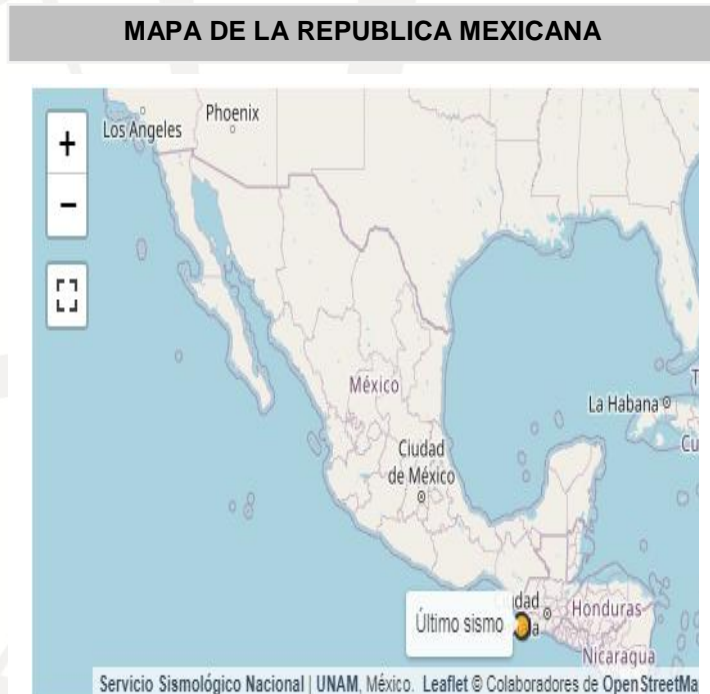 MAPA DE LA REPUBLICA MEXICANA
+
−
Los Angeles
Phoenix
México
La Habana
Ciudad
de México
Último sismo
Honduras
Nicaragua
Servicio Sismológico Nacional | UNAM, México. Leaflet © Colaboradores de OpenStreetMa